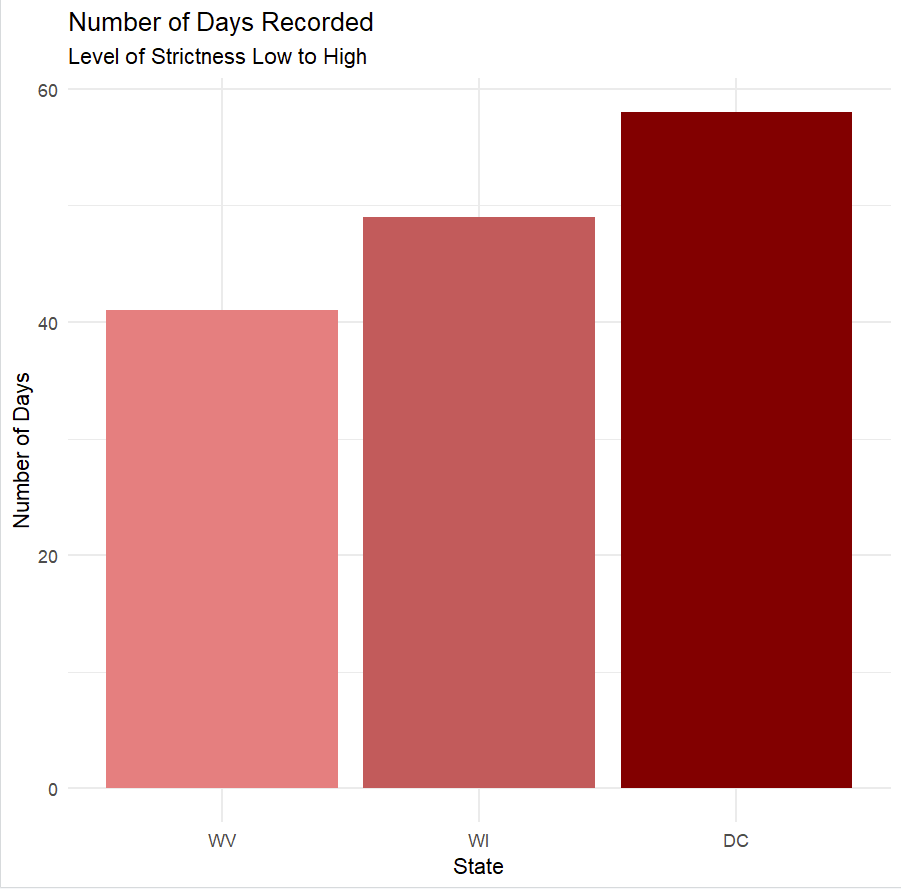 Number of Days Recorded
Level of Strictness Low to High
60
40
20
0
Number of Days
WV WI DC
State